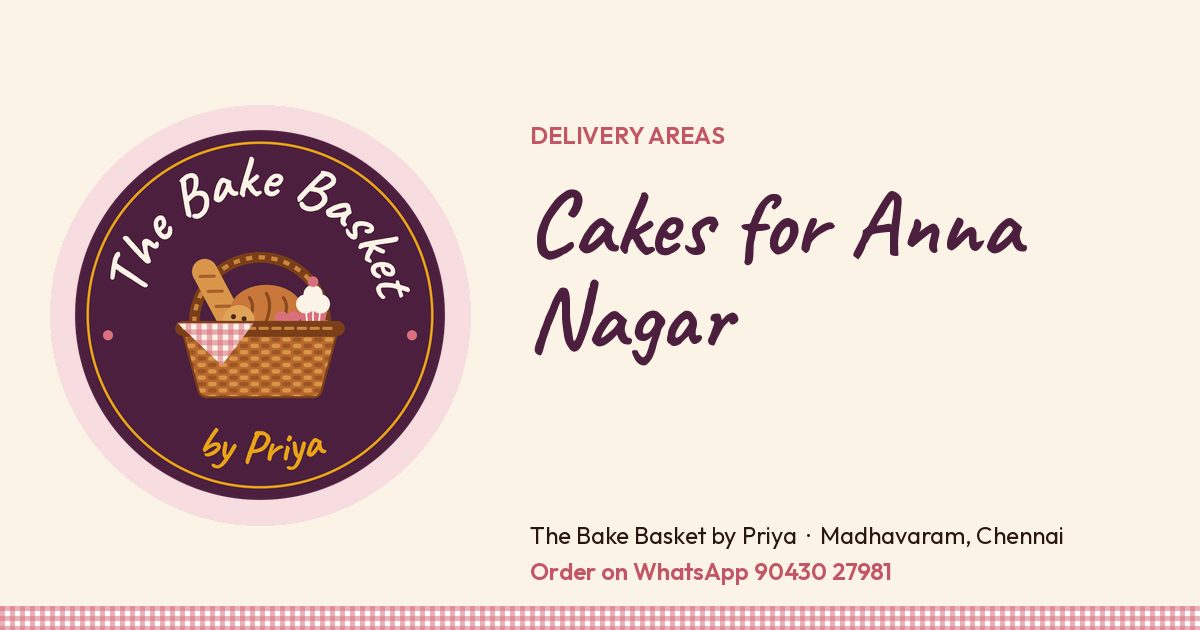 The Bake Basket
by Priya
DELIVERY AREAS
Cakes for Anna
Nagar
The Bake Basket by Priya · Madhavaram, Chennai
Order on WhatsApp 90430 27981